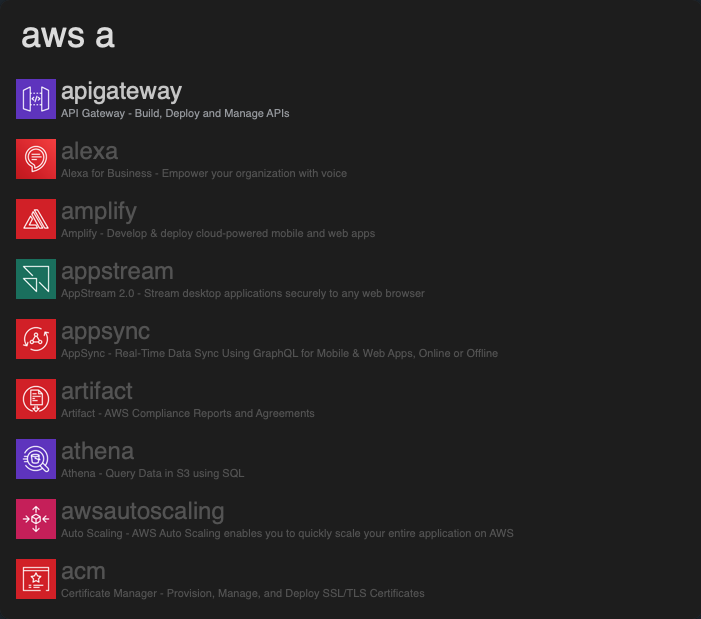 aws a
apigateway
API Gateway - Build, Deploy and Manage APIs
alexa
Alexa for Business - Empower your organization with voice
amplify
Amplify - Develop & deploy cloud-powered mobile and web apps
appstream
AppStream 2.0 - Stream desktop applications securely to any web browser
appsync
AppSync - Real-Time Data Sync Using GraphQL for Mobile & Web Apps, Online or Offline
artifact
Artifact - AWS Compliance Reports and Agreements
athena
Athena - Query Data in S3 using SQL
awsautoscaling
Auto Scaling - AWS Auto Scaling enables you to quickly scale your entire application on AWS
acm
Certificate Manager - Provision, Manage, and Deploy SSL/TLS Certificates